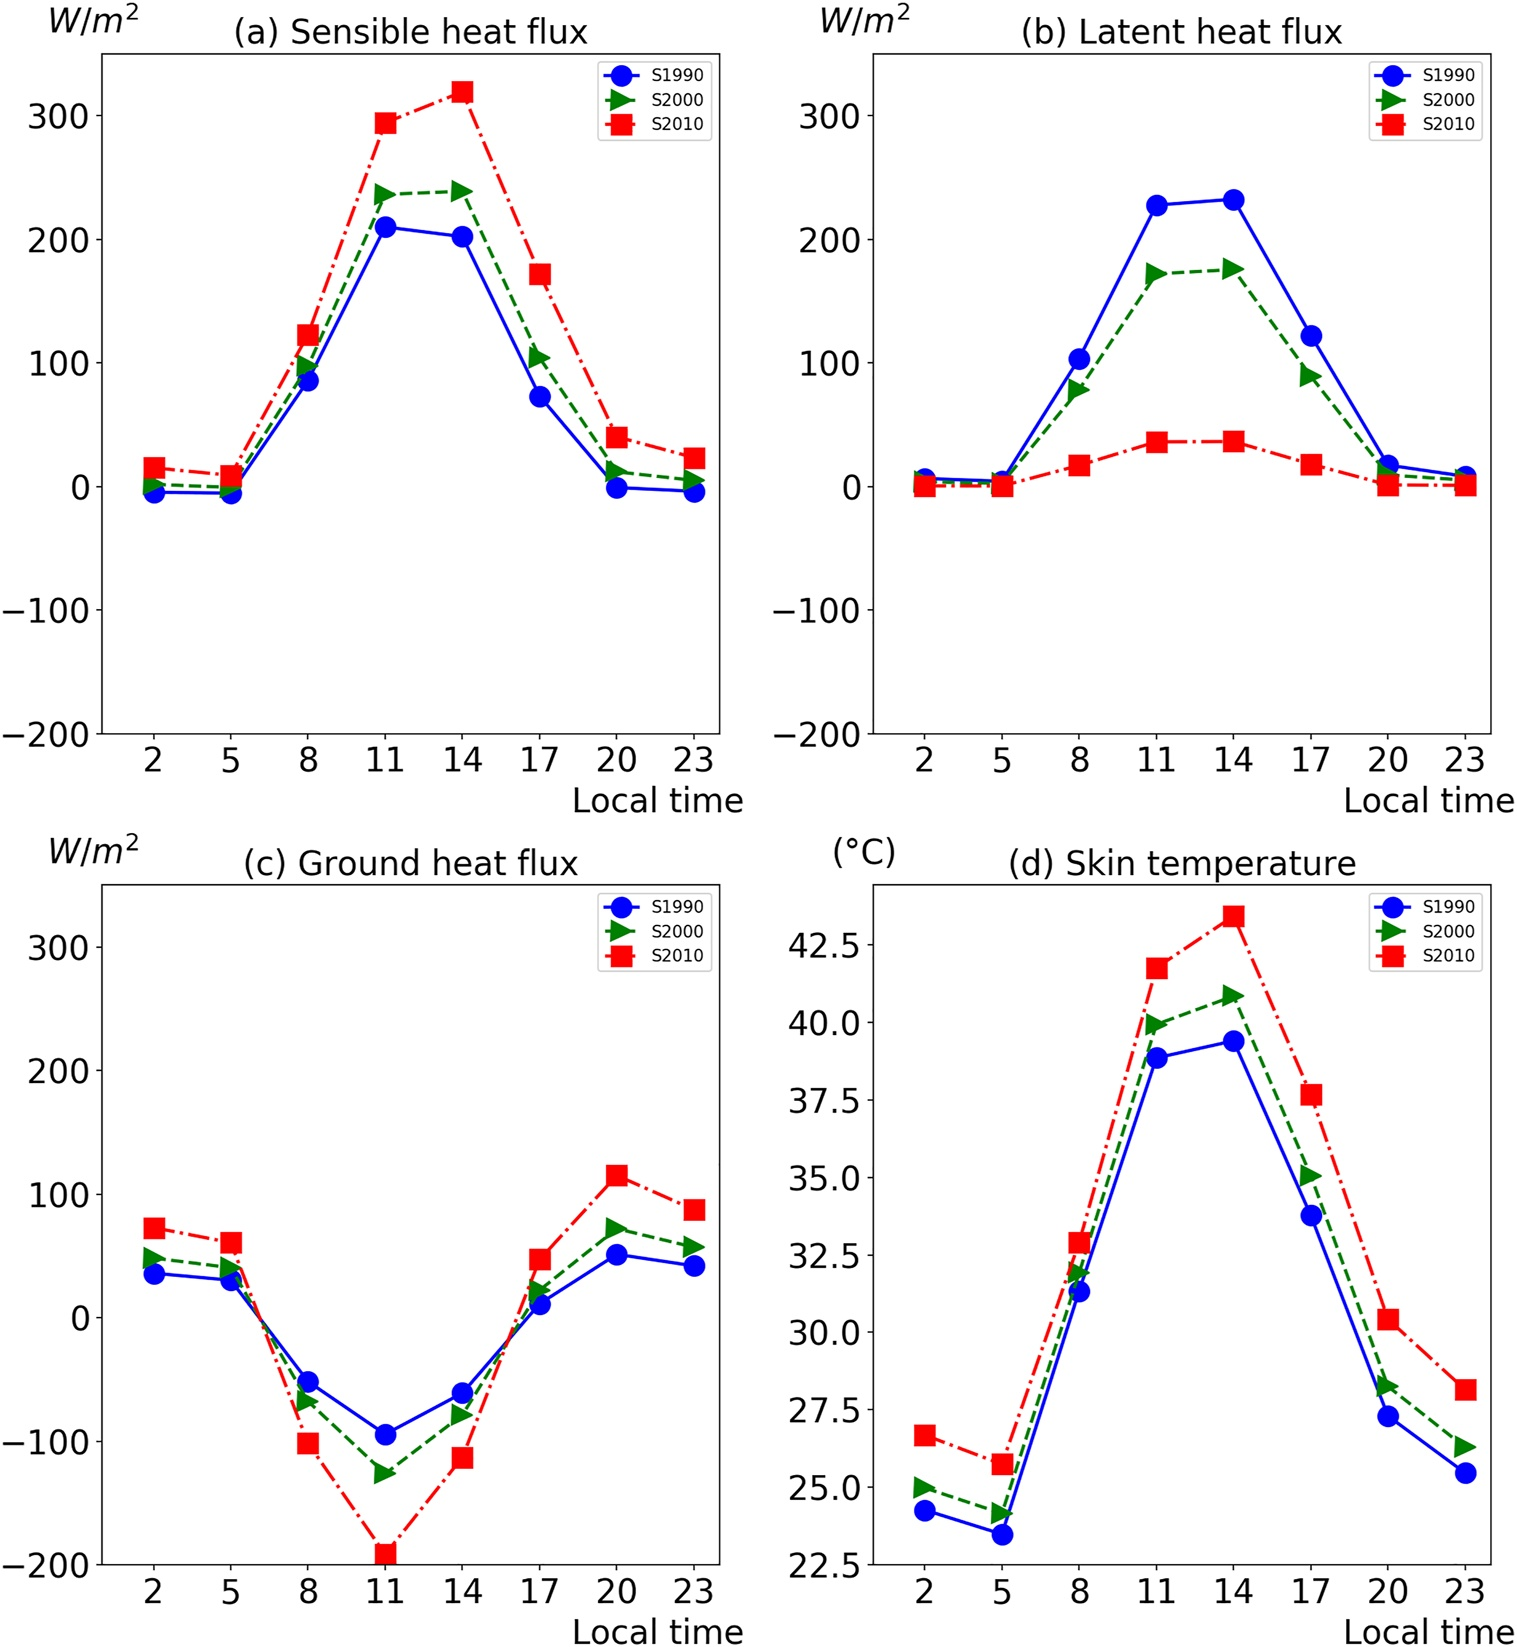 W/m²
(a) Sensible heat flux
S1990
S2000
S2010
300
200
100
0
−100
−200
2 5 8 11 14 17 20 23
Local time
W/m²
(b) Latent heat flux
S1990
S2000
S2010
300
200
100
0
−100
−200
2 5 8 11 14 17 20 23
Local time
W/m²
(c) Ground heat flux
S1990
S2000
S2010
300
200
100
0
−100
−200
2 5 8 11 14 17 20 23
Local time
(°C)
(d) Skin temperature
S1990
S2000
S2010
42.5
40.0
37.5
35.0
32.5
30.0
27.5
25.0
22.5
2 5 8 11 14 17 20 23
Local time